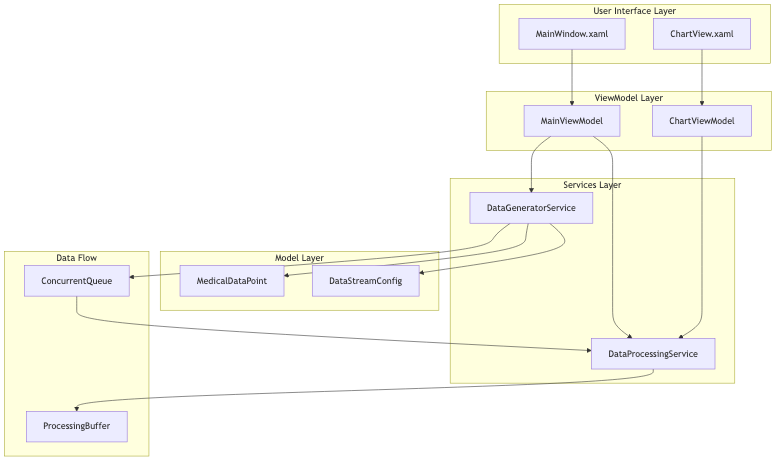 User Interface Layer
MainWindow.xaml
ChartView.xaml
ViewModel Layer
MainViewModel
ChartViewModel
Services Layer
DataGeneratorService
Data Flow
Model Layer
ConcurrentQueue
MedicalDataPoint
DataStreamConfig
DataProcessingService
ProcessingBuffer